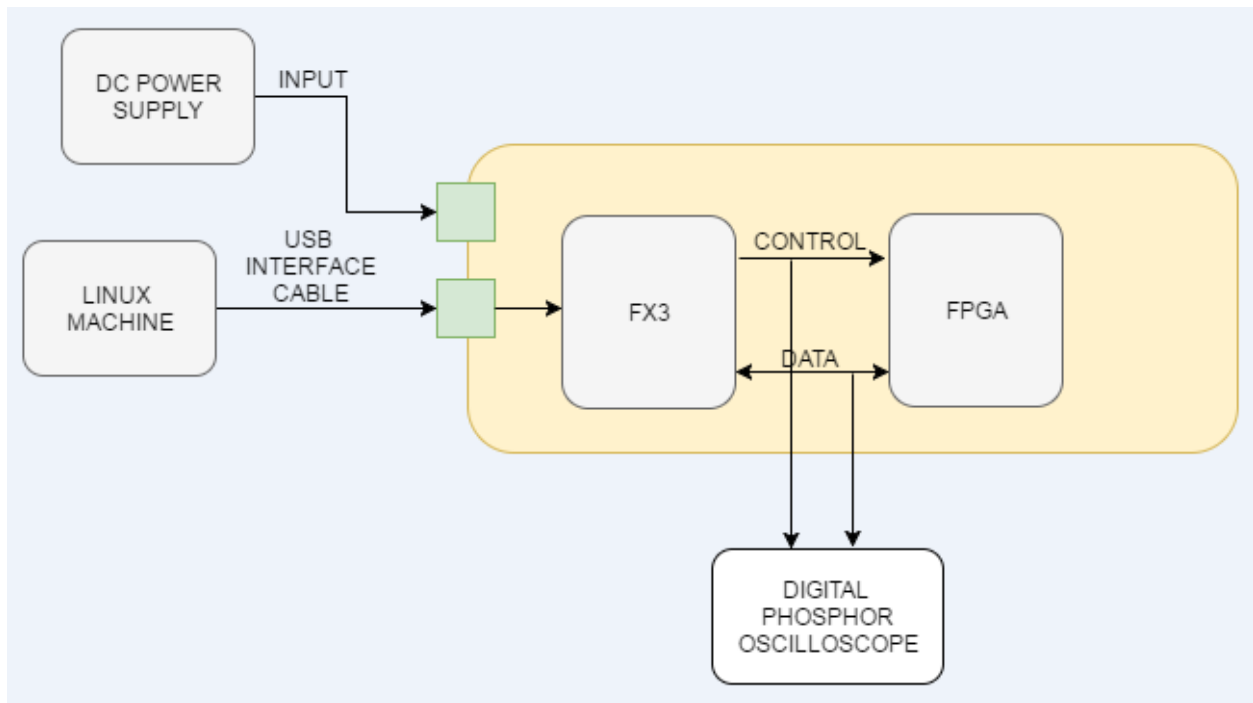 DC POWER
SUPPLY
INPUT
LINUX
MACHINE
USB
INTERFACE
CABLE
FX3
CONTROL
DATA
FPGA
DIGITAL
PHOSPHOR
OSCILLOSCOPE